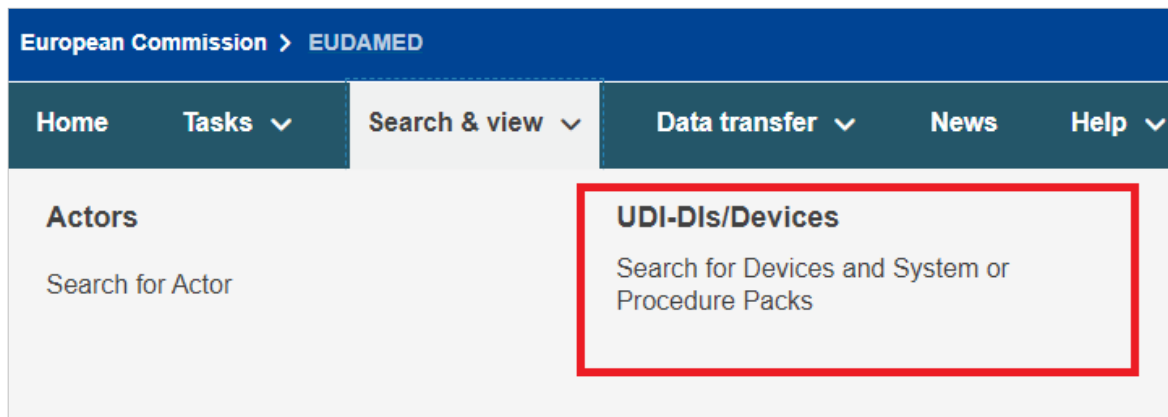 European Commission > EUDAMED
Home Tasks Search & view Data transfer News Help
Actors
Search for Actor
UDI-DIs/Devices
Search for Devices and System or
Procedure Packs